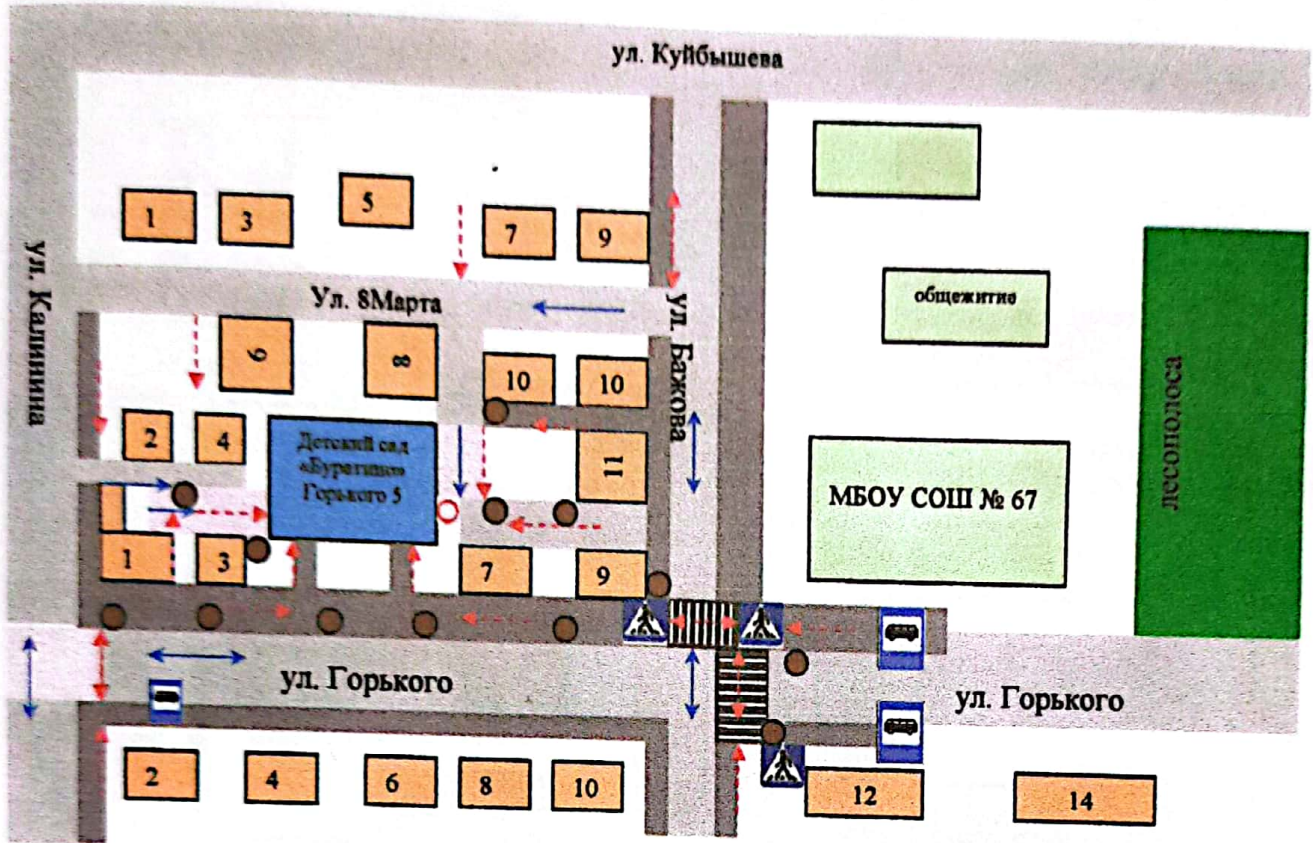 ул. Куйбышева
1
3
5
7
9
ул. Калинина
Ул. 8Марта
ул. Бажова
общежитие
6
8
10
10
2
4
Детский сад
«Буратино»
Горького 5
11
МБОУ СОШ № 67
лесополоса
1
3
7
9
ул. Горького
ул. Горького
2
4
6
8
10
12
14